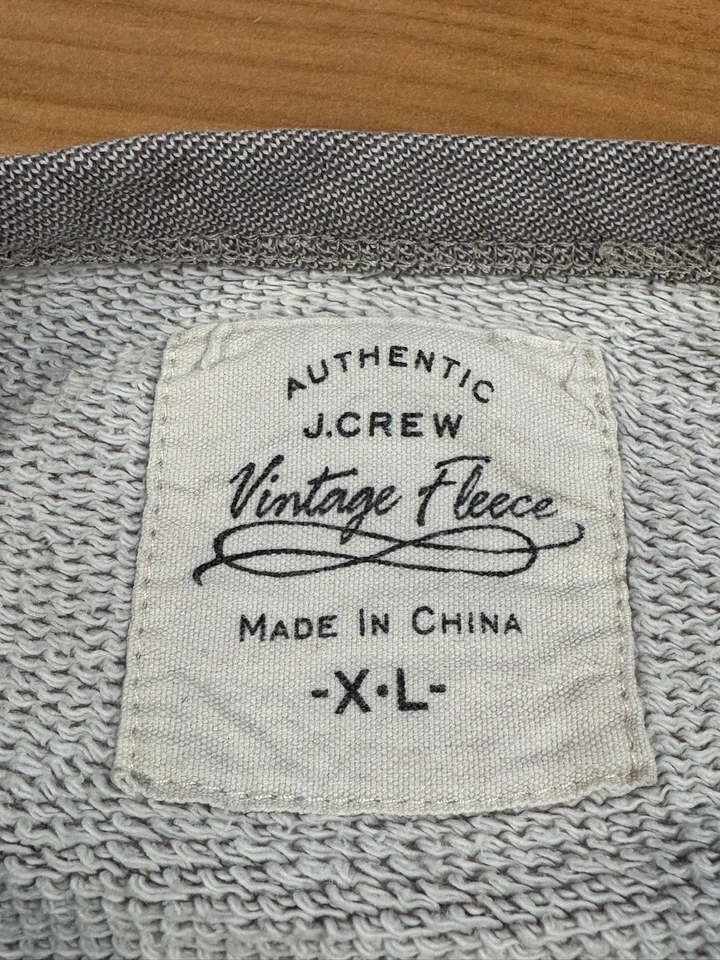 AUTHENTIC
J.CREW
Vintage Fleece
MADE IN CHINA
-X•L-